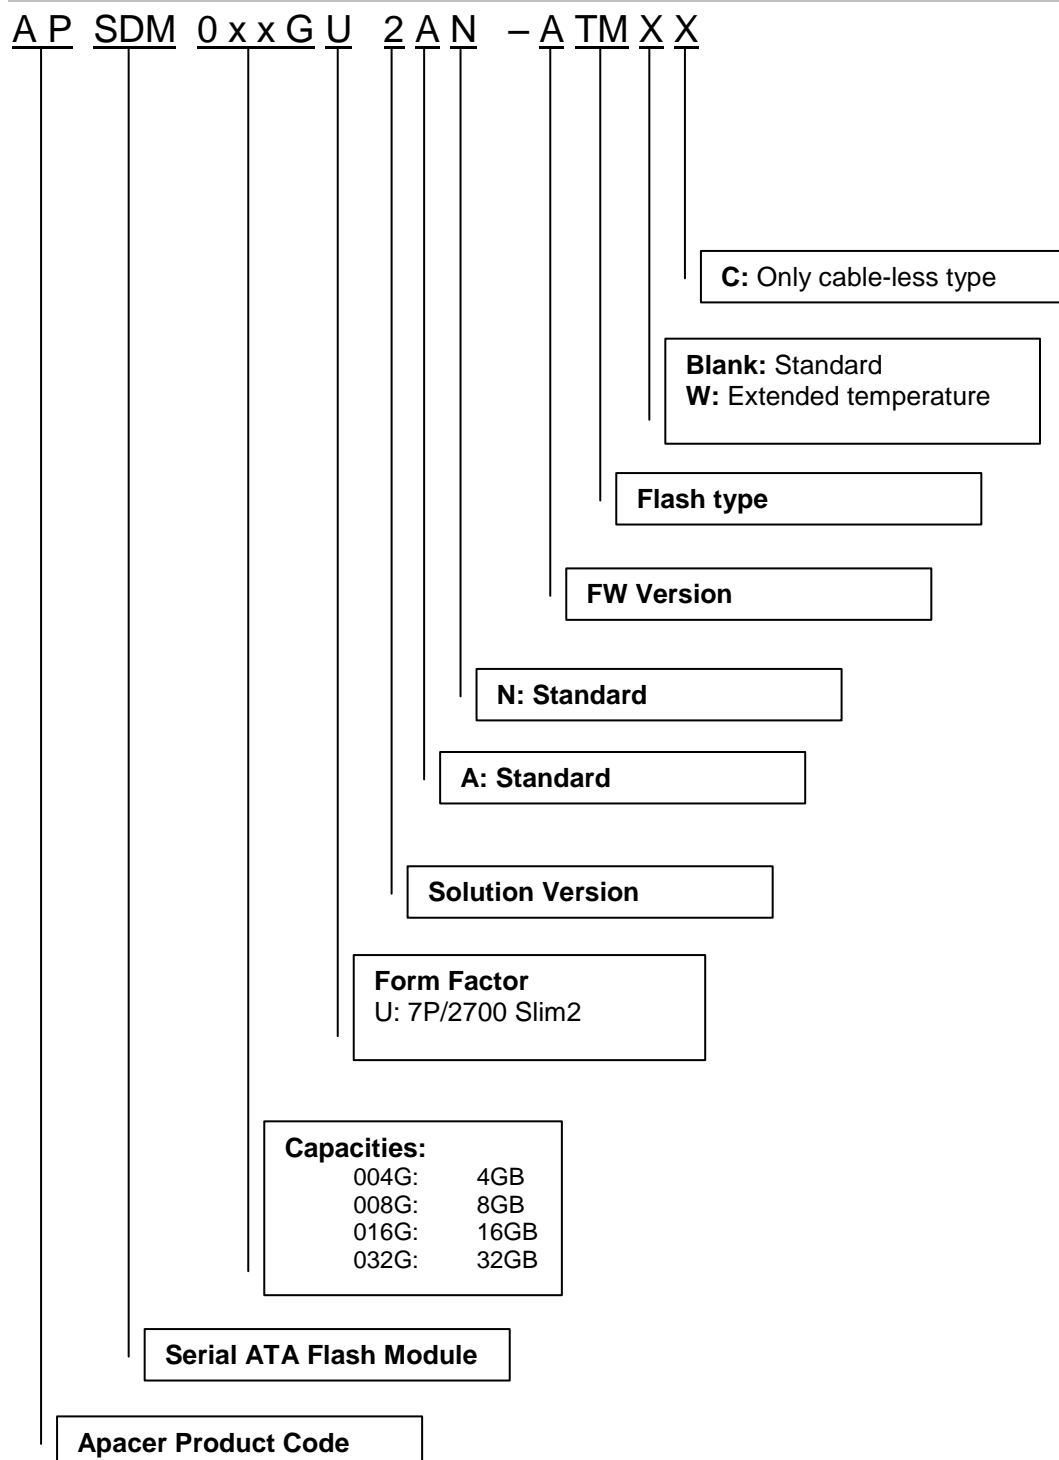 A P SDM 0 x x G U 2 A N – A TM X X
C: Only cable-less type
Blank: Standard
W: Extended temperature
Flash type
FW Version
N: Standard
A: Standard
Solution Version
Form Factor
U: 7P/2700 Slim2
Capacities:
004G: 4GB
008G: 8GB
016G: 16GB
032G: 32GB
Serial ATA Flash Module
Apacer Product Code